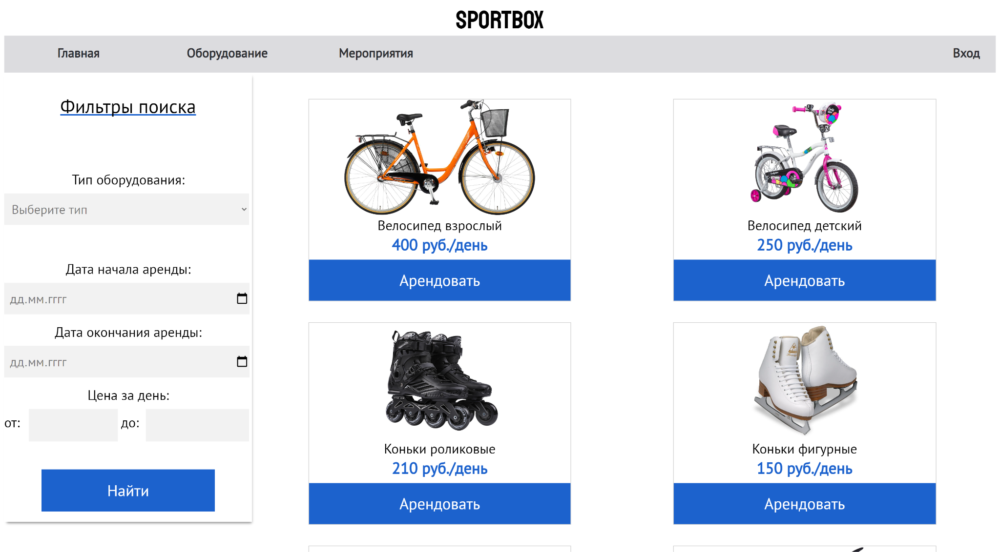 SPORTBOX
Главная Оборудование Мероприятия Вход
Фильтры поиска
Тип оборудования:
Выберите тип
Дата начала аренды:
дд.мм.гггг
Дата окончания аренды:
дд.мм.гггг
Цена за день:
от: до:
Найти
Велосипед взрослый
400 руб./день
Арендовать
Велосипед детский
250 руб./день
Арендовать
Коньки роликовые
210 руб./день
Арендовать
Коньки фигурные
150 руб./день
Арендовать